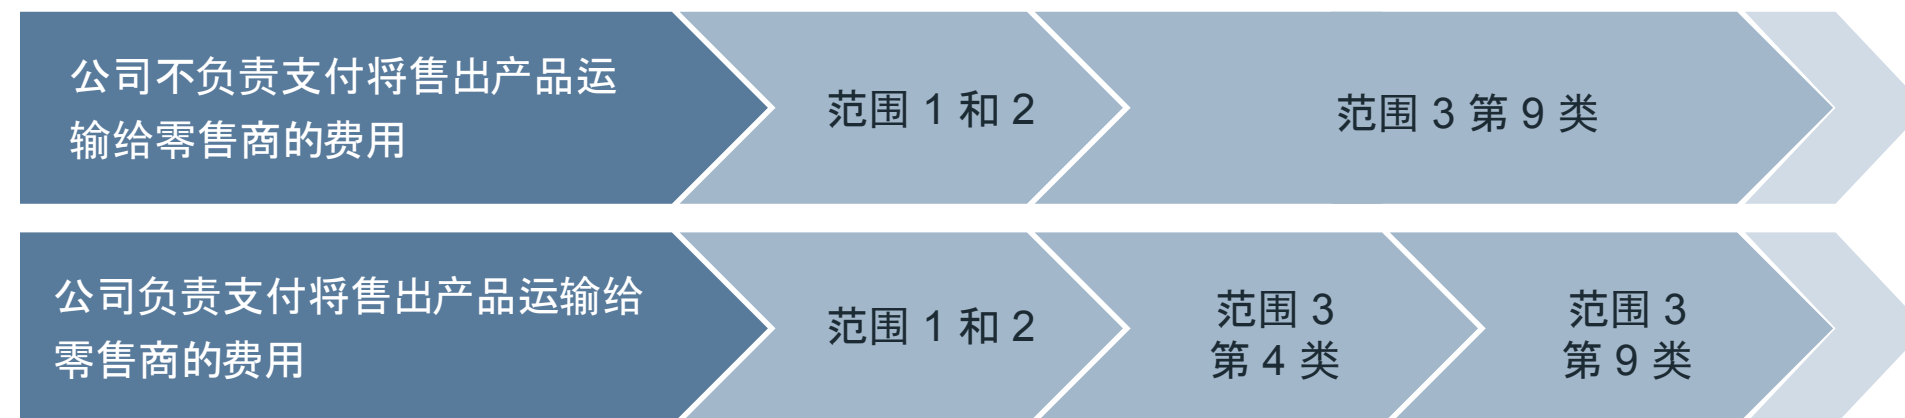 公司不负责支付将售出产品运
输给零售商的费用
范围 1 和 2
范围 3 第 9 类
公司负责支付将售出产品运输给
零售商的费用
范围 1 和 2
范围 3
第 4 类
范围 3
第 9 类